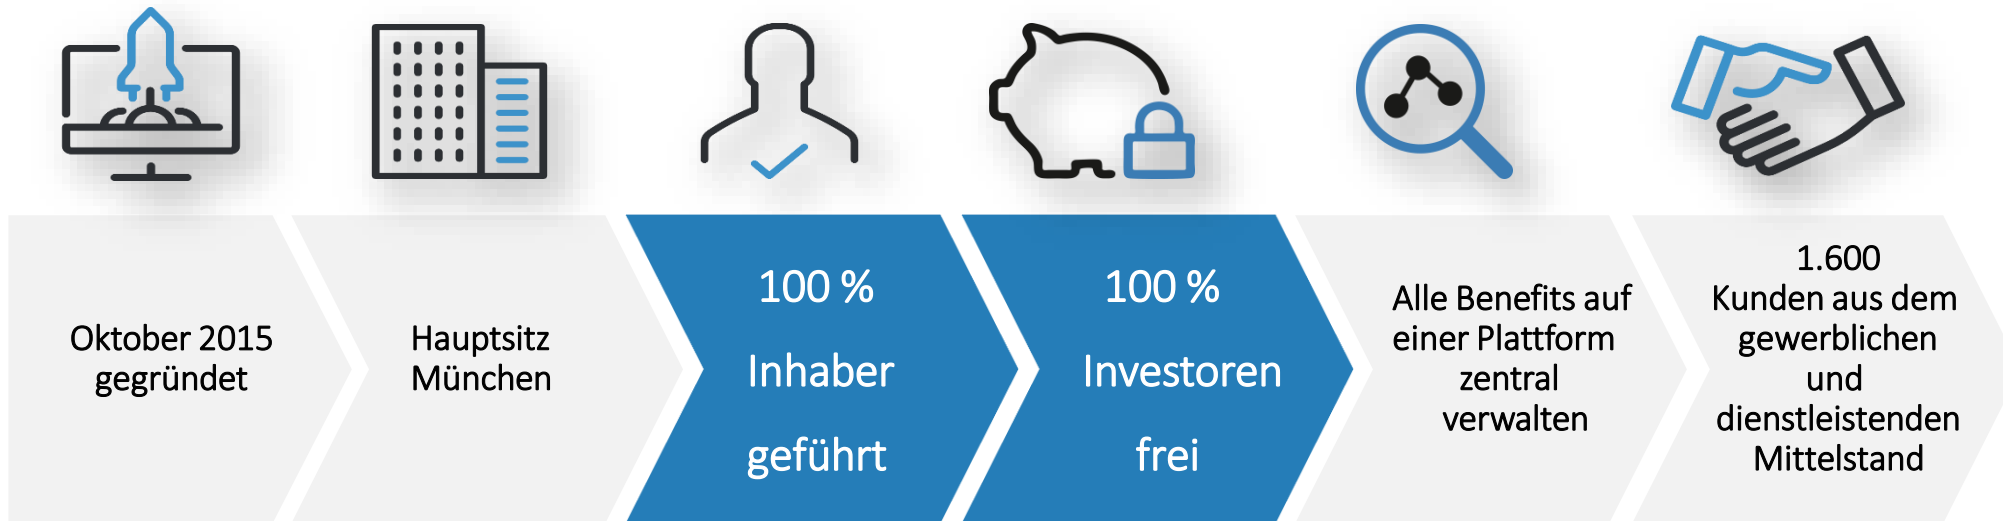 Oktober 2015
gegründet
Hauptsitz
München
100 %
Inhaber
geführt
100 %
Investoren
frei
Alle Benefits auf
einer Plattform
zentral
verwalten
1.600
Kunden aus dem
gewerblichen
und
dienstleistenden
Mittelstand